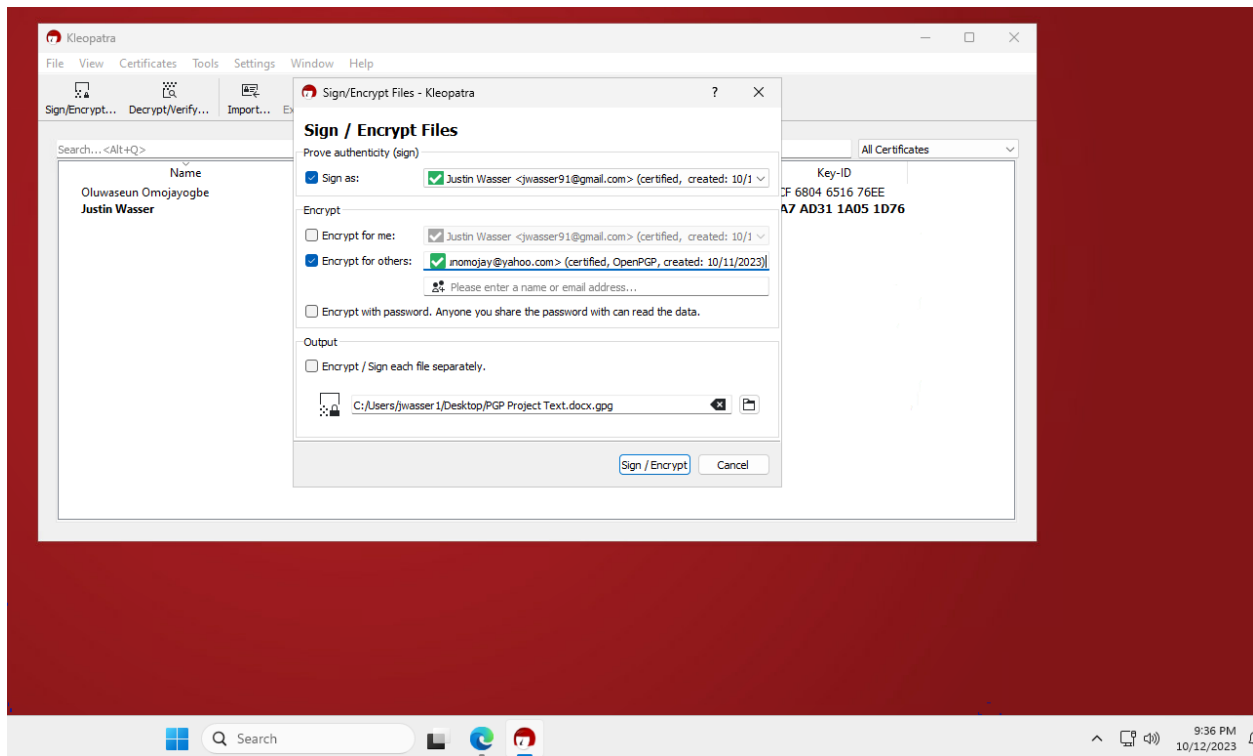 Kleopatra
File View Certificates Tools Settings Window Help
Sign/Encrypt... Decrypt/Verify... Import... Ex
Search...<Alt+Q>
All Certificates
Name
Key-ID
Oluwaseun Omojayogbe
CF 6804 6516 76EE
Justin Wasser
A7 AD31 1A05 1D76
Sign/Encrypt Files - Kleopatra ?
Sign / Encrypt Files
Prove authenticity (sign)
Sign as:
Justin Wasser <jwasser91@gmail.com> (certified, created: 10/1
Encrypt
Encrypt for me:
Justin Wasser <jwasser91@gmail.com> (certified, created: 10/1
Encrypt for others:
nomojay@yahoo.com> (certified, OpenPGP, created: 10/11/2023)
Please enter a name or email address...
Encrypt with password. Anyone you share the password with can read the data.
Output
Encrypt / Sign each file separately.
C:/Users/jwasser1/Desktop/PGP Project Text.docx.gpg
Sign / Encrypt
Cancel
Search
9:36 PM
10/12/2023